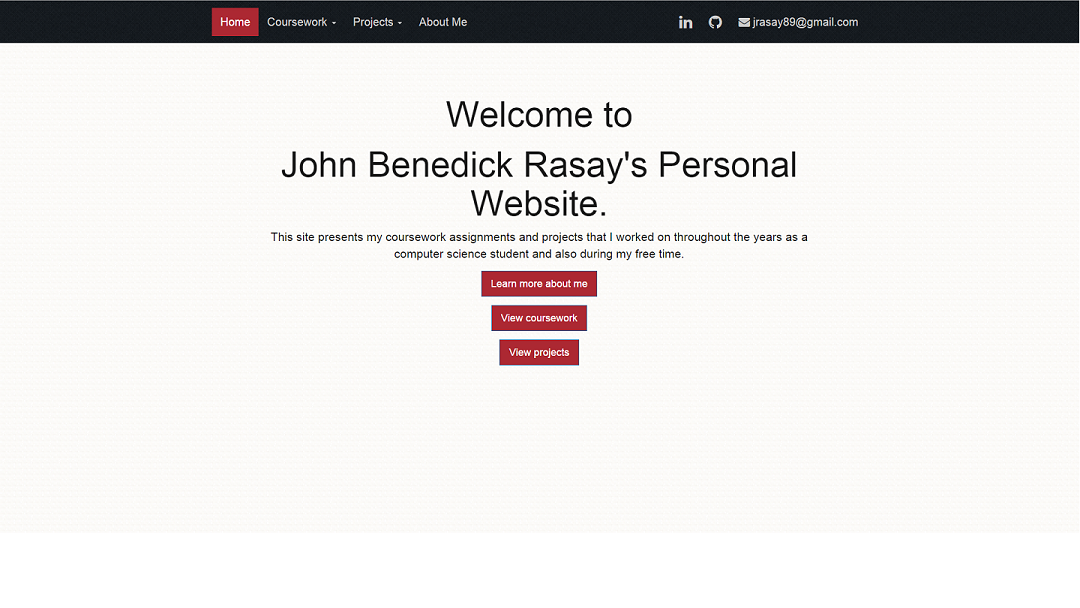 Home Coursework Projects About Me in jrasay89@gmail.com
Welcome to
John Benedick Rasay's Personal
Website.
This site presents my coursework assignments and projects that I worked on throughout the years as a
computer science student and also during my free time.
Learn more about me
View coursework
View projects